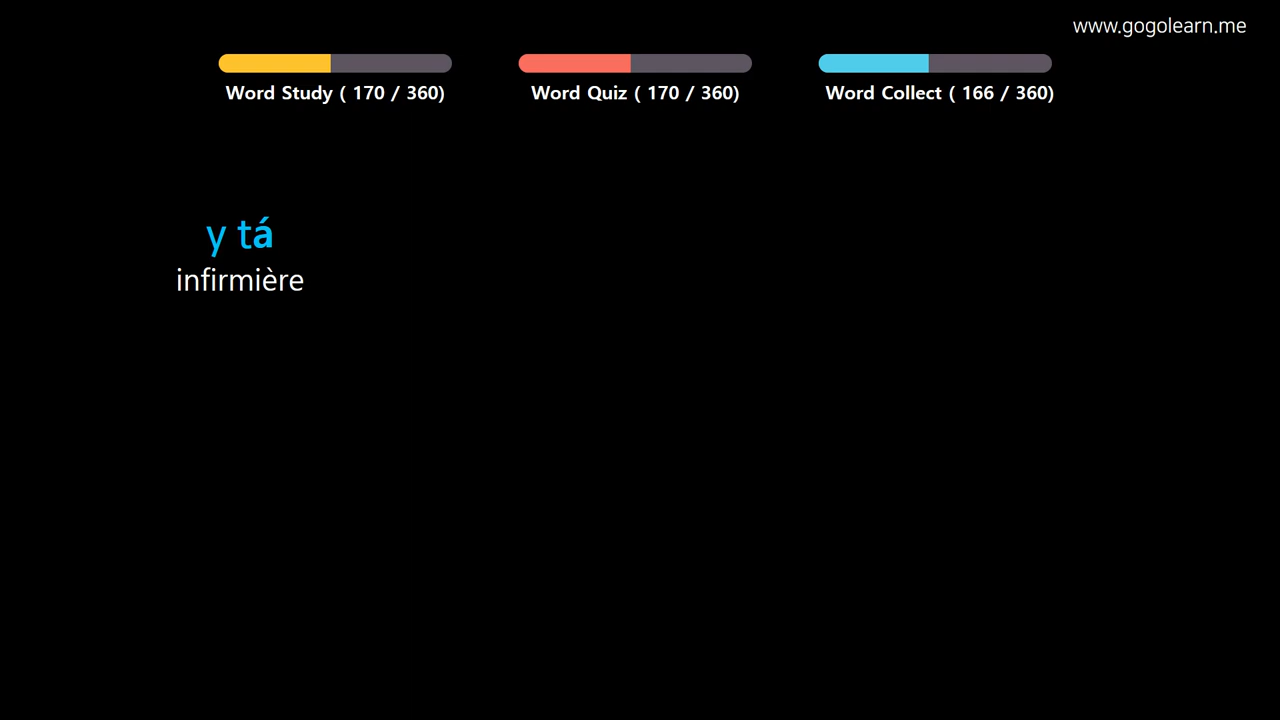 www.gogolearn.me
Word Study ( 170 / 360)
Word Quiz ( 170 / 360)
Word Collect ( 166 / 360)
y tá
infirmière